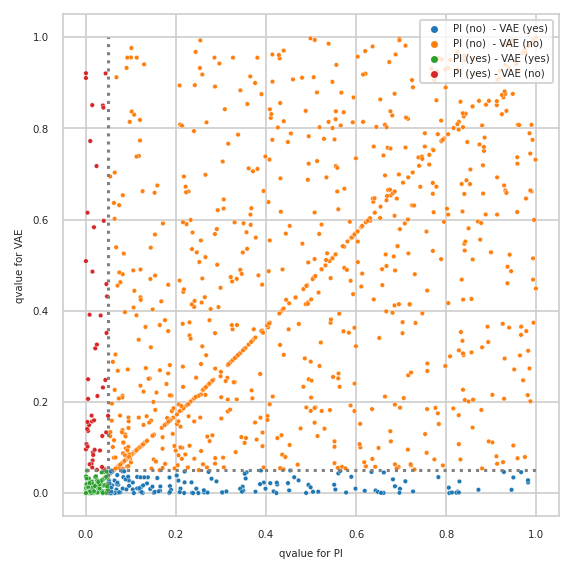 PI (no)  - VAE (yes)
PI (no)  - VAE (no)
PI (yes) - VAE (yes)
PI (yes) - VAE (no)
qvalue for VAE
1.0
0.8
0.6
0.4
0.2
0.0
0.0 0.2 0.4 0.6 0.8 1.0
qvalue for PI